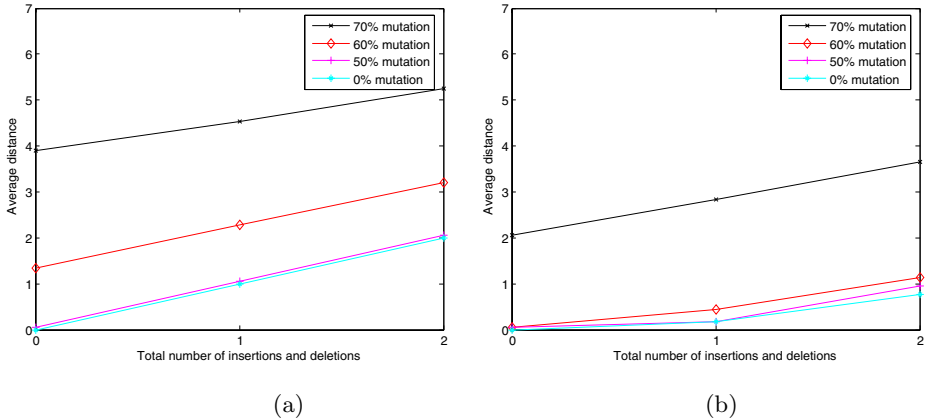 7
6
5
4
3
2
1
0
Average distance
0
1
2
Total number of insertions and deletions
70% mutation
60% mutation
50% mutation
0% mutation
(a)
7
6
5
4
3
2
1
0
Average distance
0
1
2
Total number of insertions and deletions
70% mutation
60% mutation
50% mutation
0% mutation
(b)